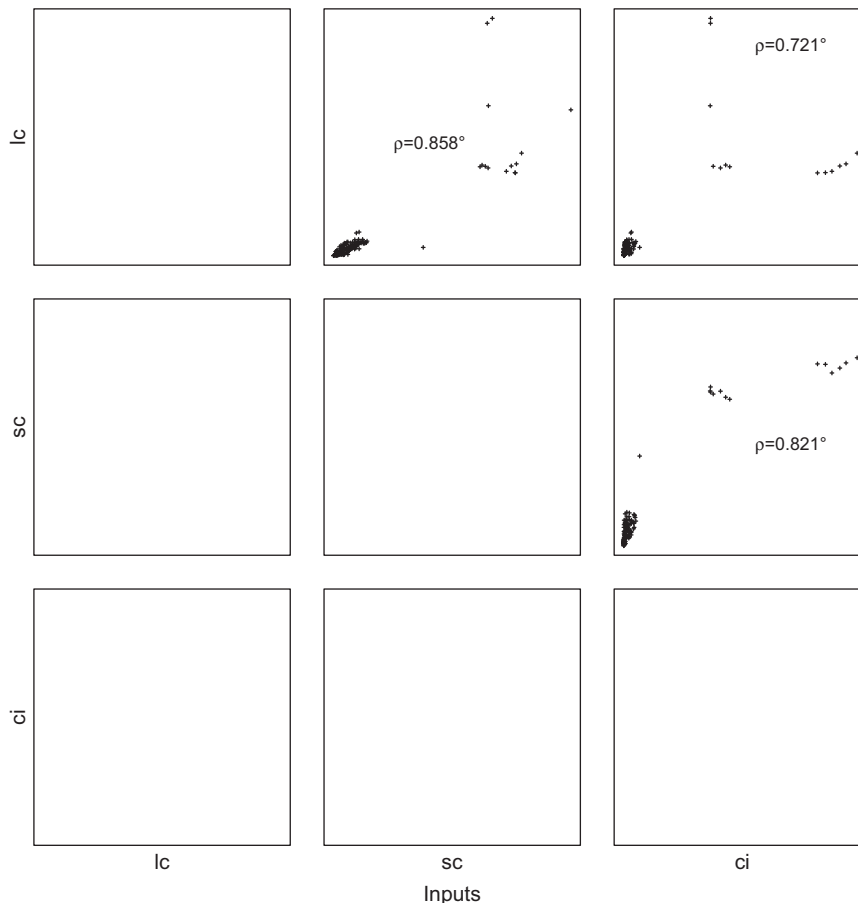 ρ=0.721°
lc
ρ=0.858°
sc
ρ=0.821°
ci
lc
sc
ci
Inputs